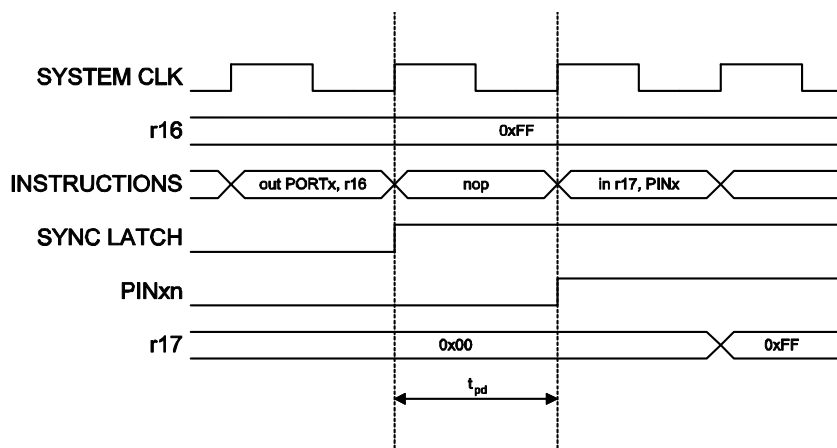 SYSTEM CLK
r16 0xFF
INSTRUCTIONS out PORTx, r16 nop in r17, PINx
SYNC LATCH
PINxn
r17 0x00 0xFF
tpd